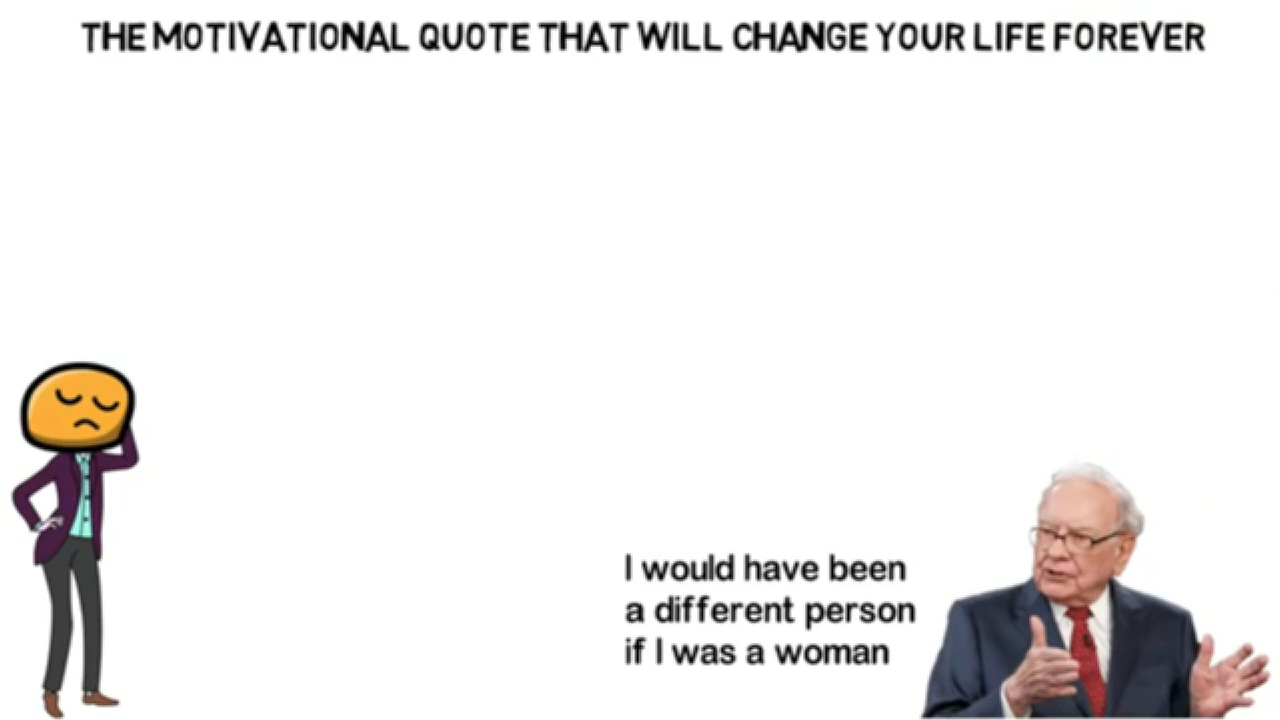 THE MOTIVATIONAL QUOTE THAT WILL CHANGE YOUR LIFE FOREVER
I would have been
a different person
if I was a woman